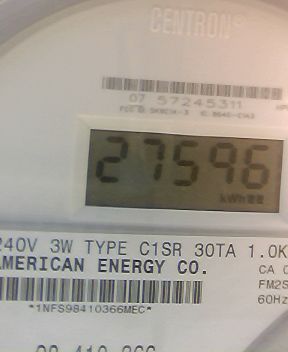 CENTRON
07 57245311
27596
kWh
240V 3W TYPE C1SR 30TA 1.0K
AMERICAN ENERGY CO.
CA 0
FM2S
60Hz
*1NFS98410366MEC*